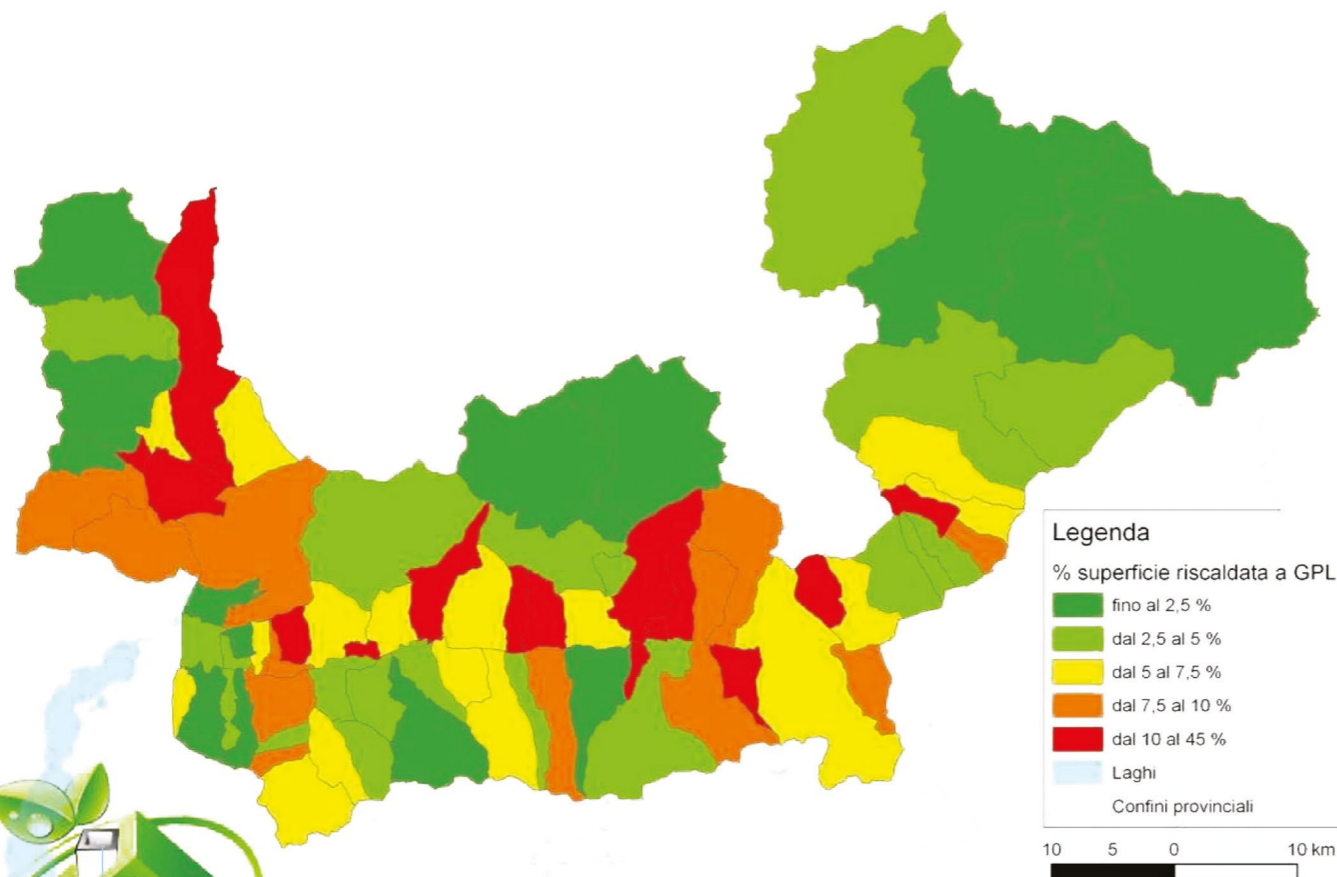 Legenda
% superficie riscaldata a GPL
fino al 2,5 %
dal 2,5 al 5 %
dal 5 al 7,5 %
dal 7,5 al 10 %
dal 10 al 45 %
Laghi
Confini provinciali
10 5 0 10 km